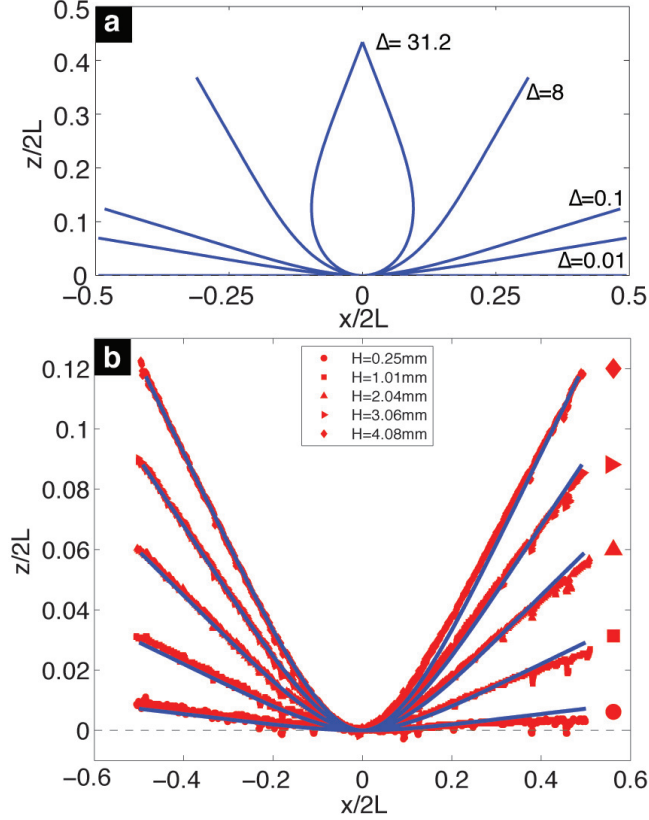 a
0.5
0.4
0.3
0.2
0.1
0
z/2L
Δ= 31.2
Δ=8
Δ=0.1
Δ=0.01
−0.5
−0.25
0
0.25
0.5
x/2L
b
H=0.25mm
H=1.01mm
H=2.04mm
H=3.06mm
H=4.08mm
0.12
0.1
0.08
0.06
0.04
0.02
0
z/2L
−0.6
−0.4
−0.2
0
0.2
0.4
0.6
x/2L